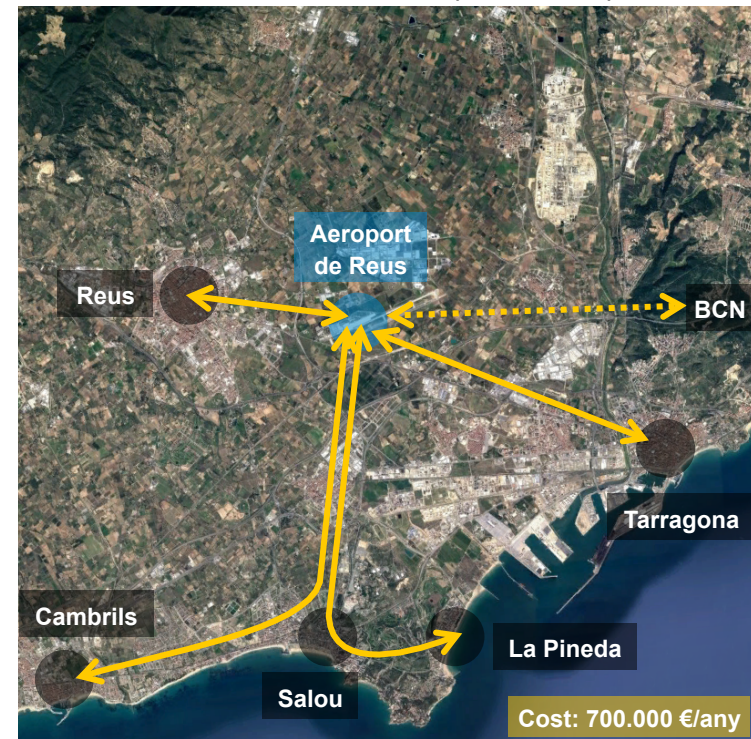 Aeroport
de Reus
Reus
BCN
Tarragona
Cambrils
La Pineda
Salou
Cost: 700.000 €/any